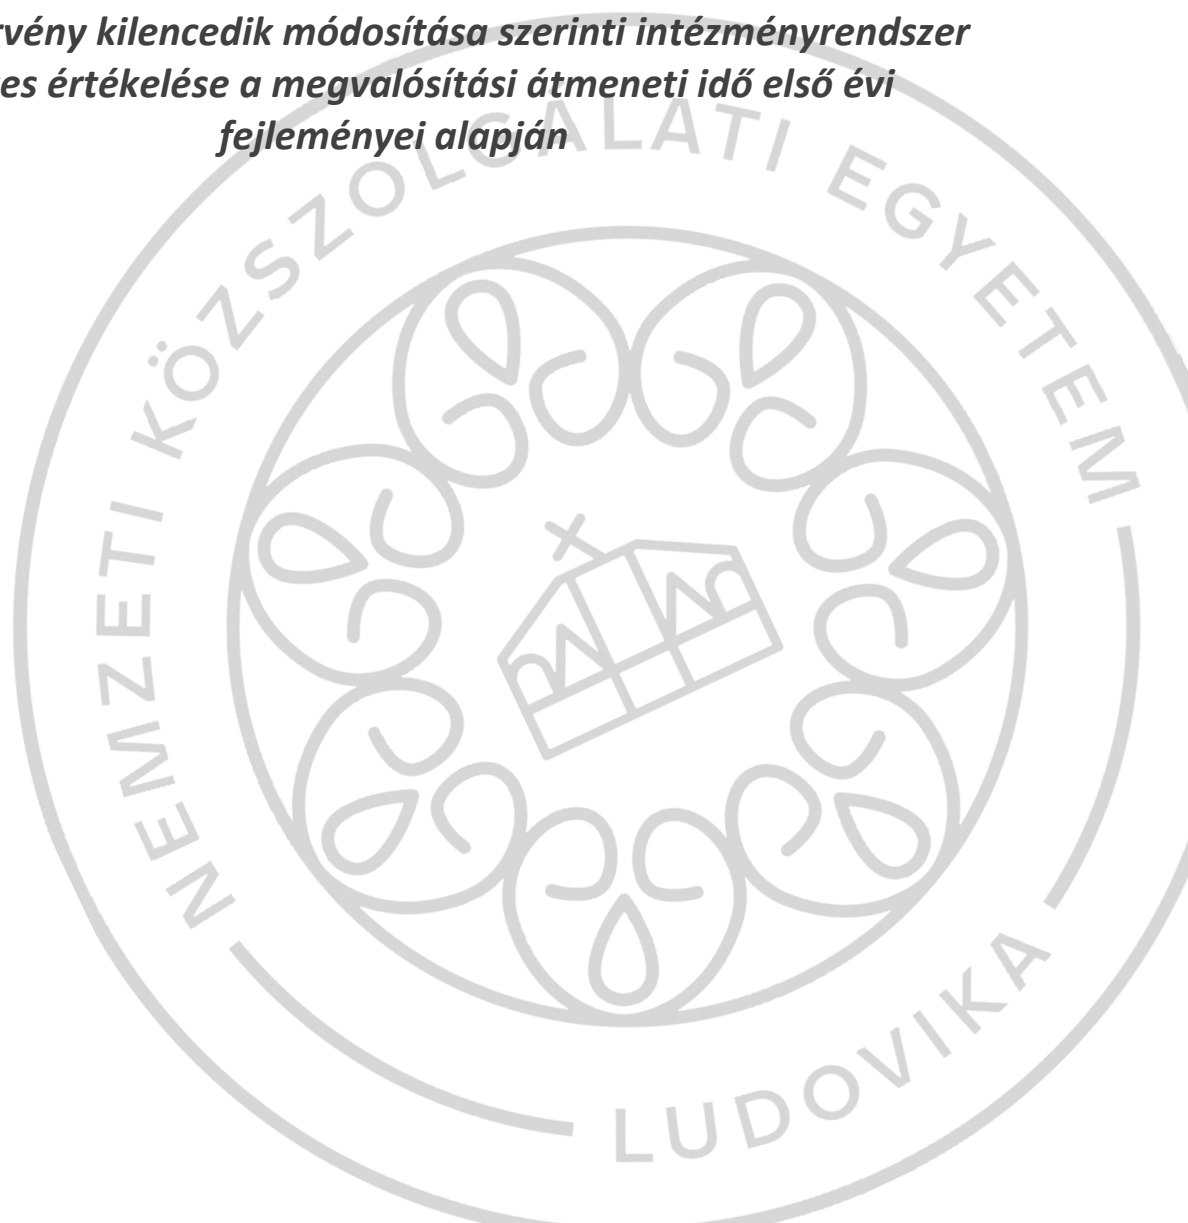 rvény kilencedik módosítása szerinti intézményrendszer
es értékelése a megvalósítási átmeneti idő első évi
fejleményei alapján
NEMZETI KÖZSZOLGÁLATI EGYETEM
LUDOVIKA